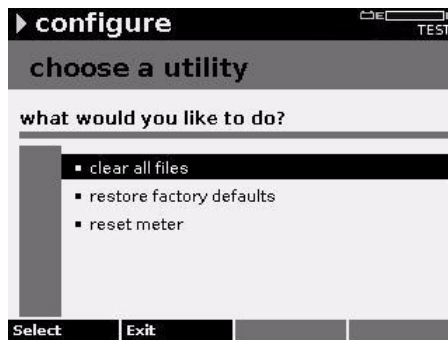 configure
E
TEST
choose a utility
what would you like to do?
clear all files
restore factory defaults
reset meter
Select Exit